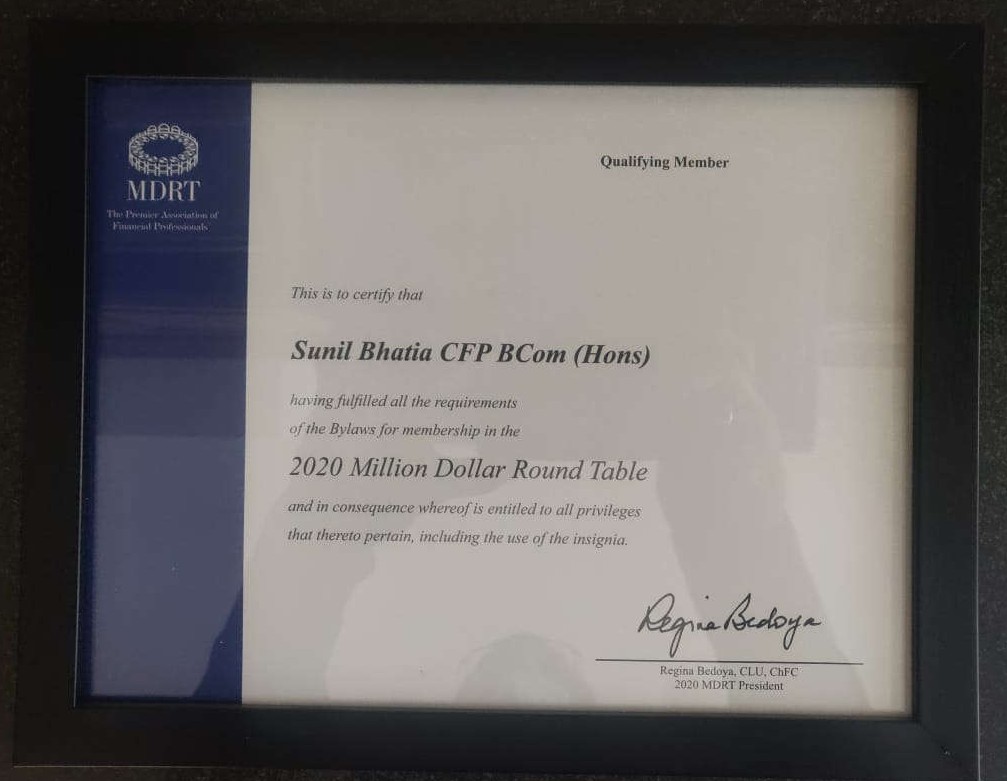 MDRT
The Premier Association of
Financial Professionals
Qualifying Member
This is to certify that
Sunil Bhatia CFP BCom (Hons)
having fulfilled all the requirements
of the Bylaws for membership in the
2020 Million Dollar Round Table
and in consequence whereof is entitled to all privileges
that thereto pertain, including the use of the insignia.
Regina Bedoya
Regina Bedoya, CLU, ChFC
2020 MDRT President